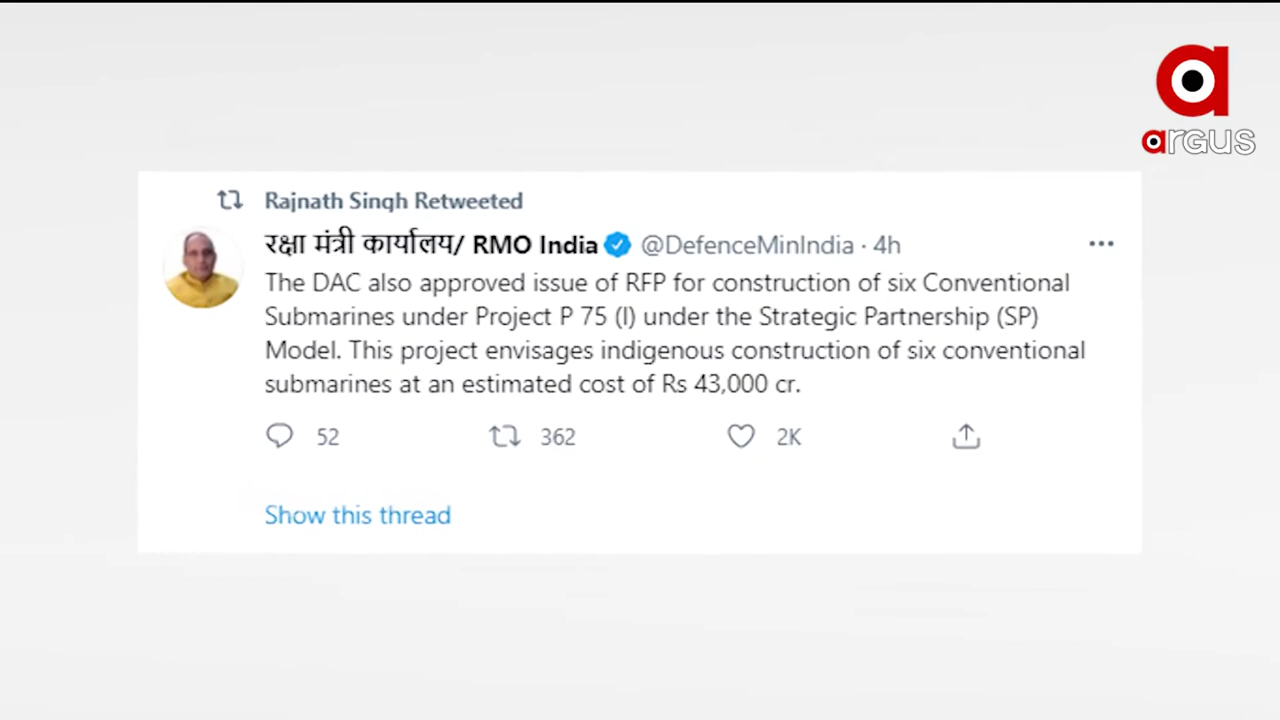 argus
Rajnath Singh Retweeted
रक्षा मंत्री कार्यालय/ RMO India @DefenceMinIndia · 4h
The DAC also approved issue of RFP for construction of six Conventional
Submarines under Project P 75 (I) under the Strategic Partnership (SP)
Model. This project envisages indigenous construction of six conventional
submarines at an estimated cost of Rs 43,000 cr.
52 362 2K
Show this thread